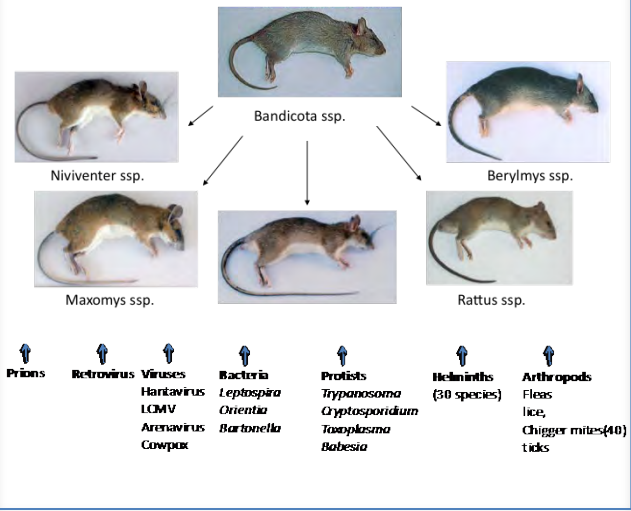 Bandicota ssp.
Niviventer ssp.
Berylmys ssp.
Maxomys ssp.
Rattus ssp.
Prions
Retrovirus
Viruses
Hantavirus
LCMV
Arenavirus
Cowpox
Bacteria
Leptospira
Orientia
Bartonella
Protists
Trypanosoma
Cryptosporidium
Toxoplasma
Babesia
Helminths
(30 species)
Arthropods
Fleas
lice,
Chigger mites(40)
ticks